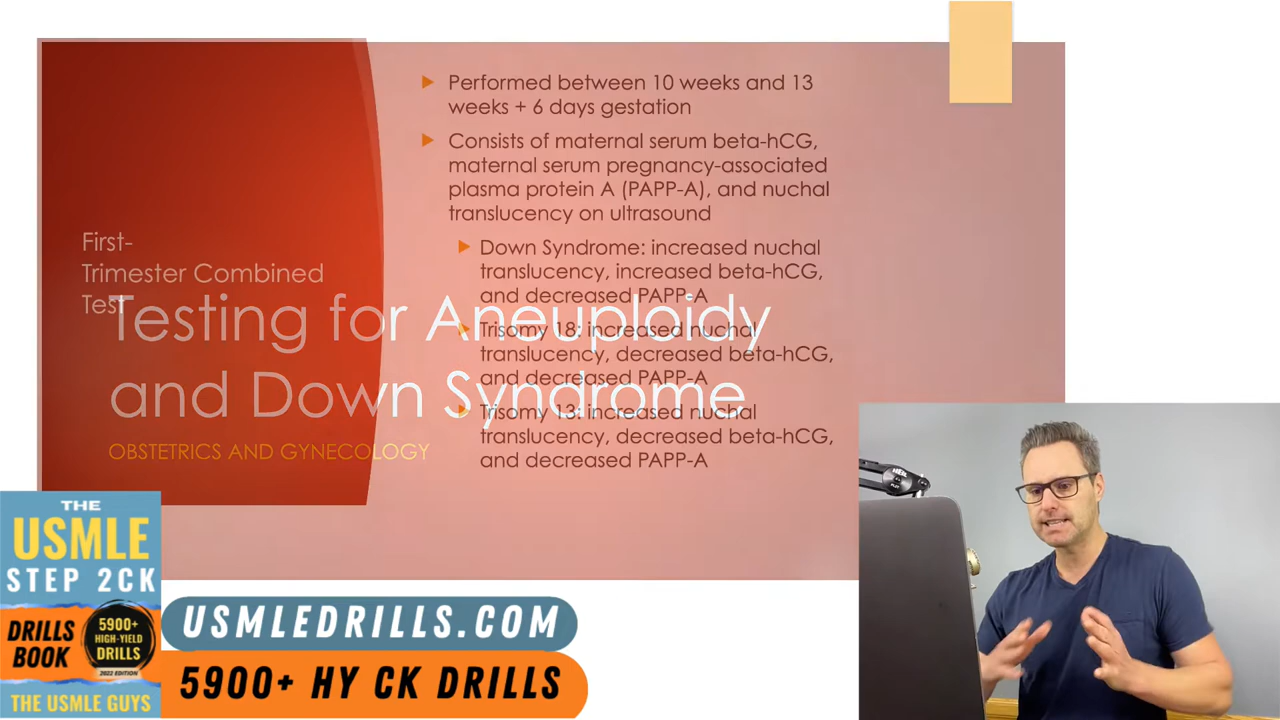 First-
Trimester Combined
Test
Testing for Aneuploidy
and Down Syndrome
OBSTETRICS AND GYNECOLOGY
Performed between 10 weeks and 13
weeks + 6 days gestation
Consists of maternal serum beta-hCG,
maternal serum pregnancy-associated
plasma protein A (PAPP-A), and nuchal
translucency on ultrasound
Down Syndrome: increased nuchal
translucency, increased beta-hCG,
and decreased PAPP-A
Trisomy 18: increased nuchal
translucency, decreased beta-hCG,
and decreased PAPP-A
Trisomy 13: increased nuchal
translucency, decreased beta-hCG,
and decreased PAPP-A
THE
USMLE
STEP 2CK
DRILLS
BOOK
5900+
HIGH-YIELD
DRILLS
2022 EDITION
THE USMLE GUYS
USMLEDRILLS.COM
5900+ HY CK DRILLS